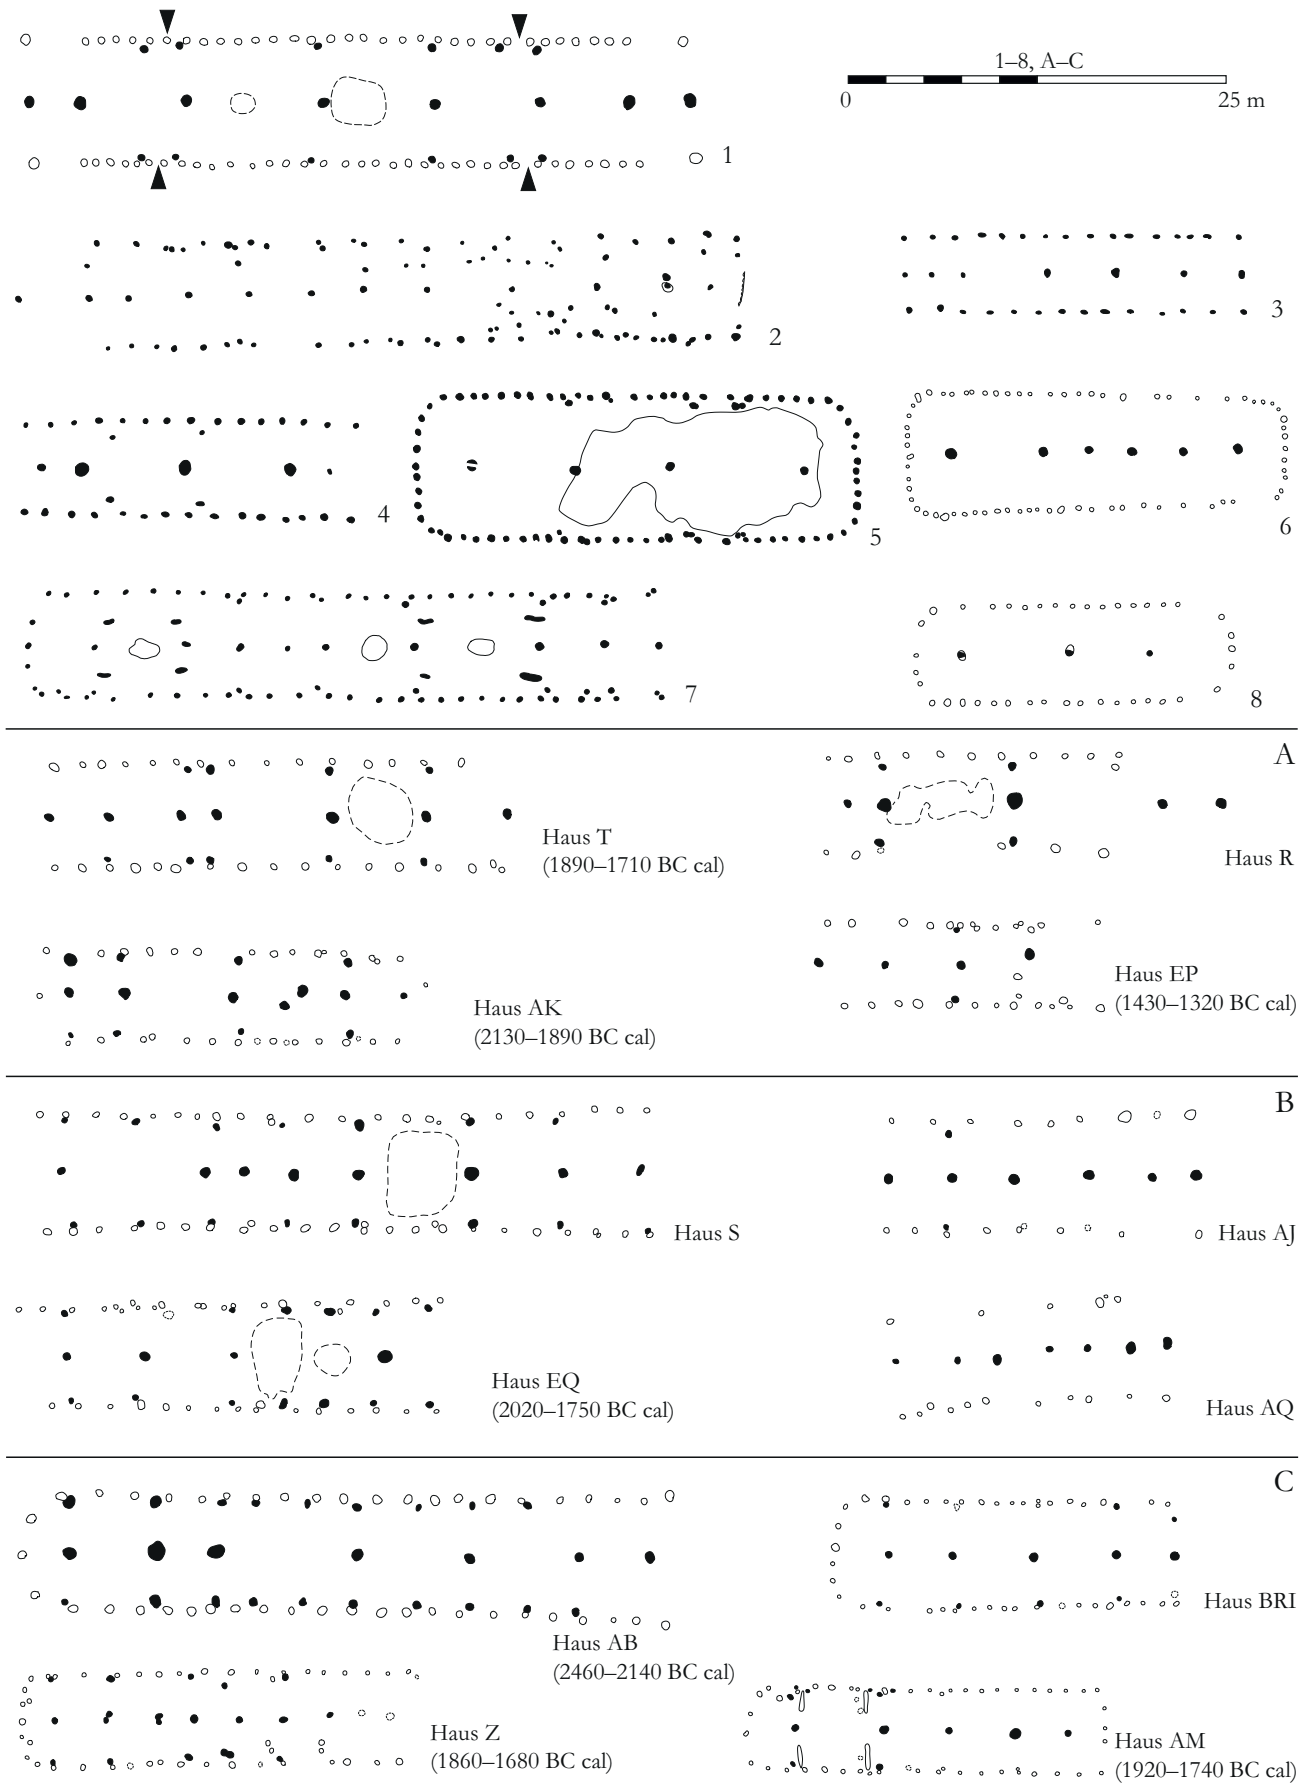 1–8, A–C
0
25 m
1
2
3
4
5
6
7
8
A
Haus T
(1890–1710 BC cal)
Haus R
Haus AK
(2130–1890 BC cal)
Haus EP
(1430–1320 BC cal)
B
Haus S
Haus AJ
Haus EQ
(2020–1750 BC cal)
Haus AQ
C
Haus AB
(2460–2140 BC cal)
Haus BRI
Haus Z
(1860–1680 BC cal)
Haus AM
(1920–1740 BC cal)